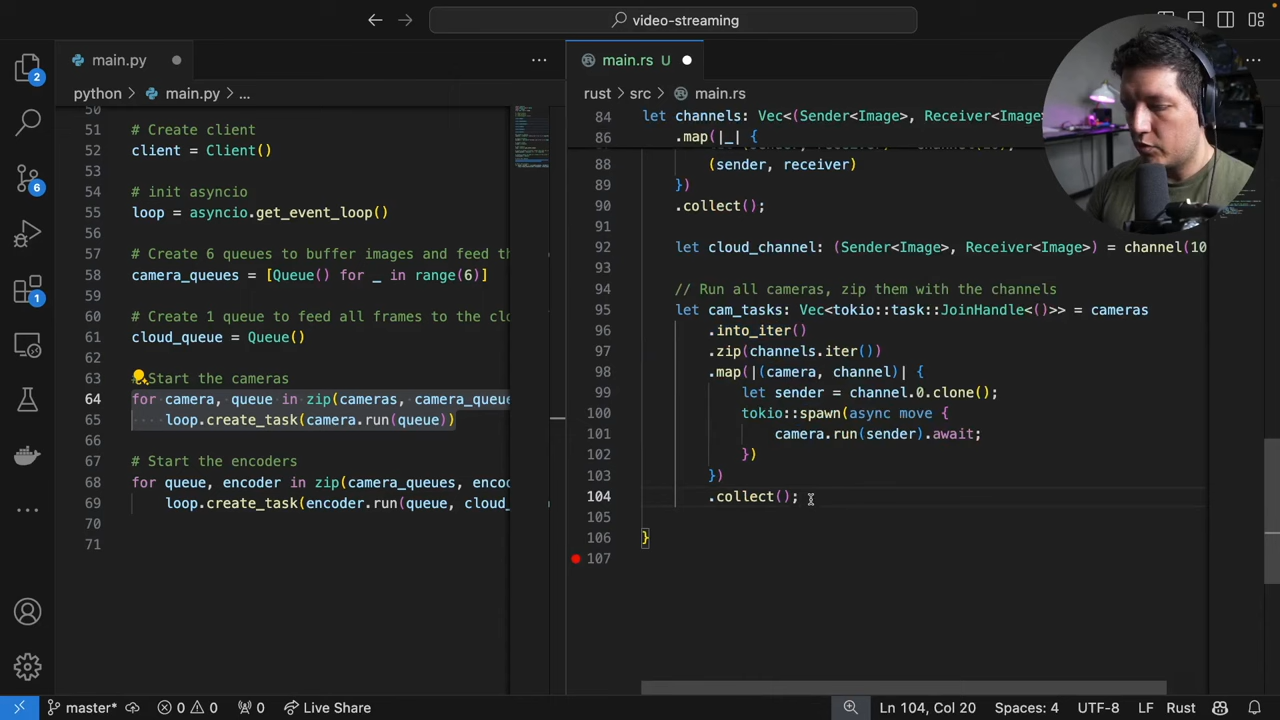 video-streaming
main.py
python > main.py > ...
50
51 # Create client
52 client = Client()
53
54 # init asyncio
55 loop = asyncio.get_event_loop()
56
57 # Create 6 queues to buffer images and feed th
58 camera_queues = [Queue() for _ in range(6)]
59
60 # Create 1 queue to feed all frames to the clo
61 cloud_queue = Queue()
62
63 Start the cameras
64 for camera, queue in zip(cameras, camera_queue
65 loop.create_task(camera.run(queue))
66
67 # Start the encoders
68 for queue, encoder in zip(camera_queues, encod
69 loop.create_task(encoder.run(queue, cloud_
70
71
main.rs U
rust > src > main.rs
84 let channels: Vec<(Sender<Image>, Receiver<Image>
86 .map(|_| {
88 (sender, receiver)
89 })
90 .collect();
91
92 let cloud_channel: (Sender<Image>, Receiver<Image>) = channel(10
93
94 // Run all cameras, zip them with the channels
95 let cam_tasks: Vec<tokio::task::JoinHandle<()>> = cameras
96 .into_iter()
97 .zip(channels.iter())
98 .map(|(camera, channel)| {
99 let sender = channel.0.clone();
100 tokio::spawn(async move {
101 camera.run(sender).await;
102 })
103 })
104 .collect();
105
106 }
107
2
6
1
master* 0 0 0 Live Share
Ln 104, Col 20 Spaces: 4 UTF-8 LF Rust